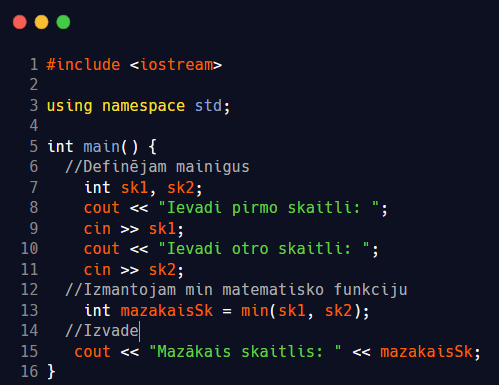 1 #include <iostream>
2
3 using namespace std;
4
5 int main() {
6 //Definējam mainigus
7 int sk1, sk2;
8 cout << "Ievadi pirmo skaitli: ";
9 cin >> sk1;
10 cout << "Ievadi otro skaitli: ";
11 cin >> sk2;
12 //Izmantojam min matematisko funkciju
13 int mazakaisSk = min(sk1, sk2);
14 //Izvade
15 cout << "Mazākais skaitlis: " << mazakaisSk;
16 }